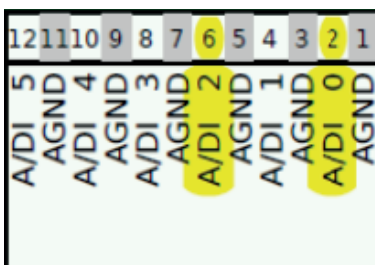 12 11 10 9 8 7 6 5 4 3 2 1
A/DI 5
AGND
A/DI 4
AGND
A/DI 3
AGND
A/DI 2
AGND
A/DI 1
AGND
A/DI 0
AGND